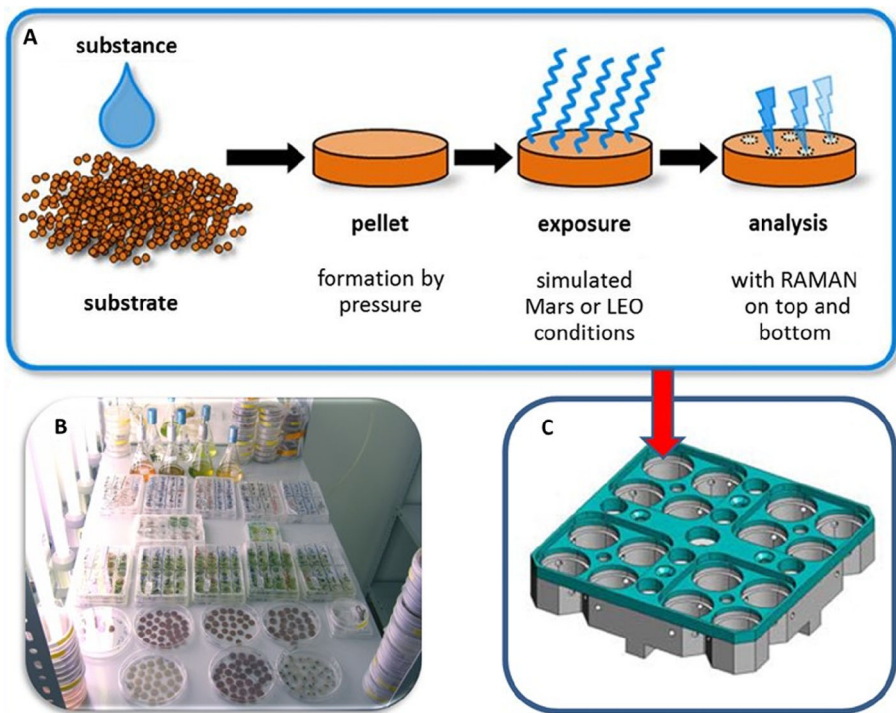 A
substance
substrate
pellet
formation by
pressure
exposure
simulated
Mars or LEO
conditions
analysis
with RAMAN
on top and
bottom
B
C